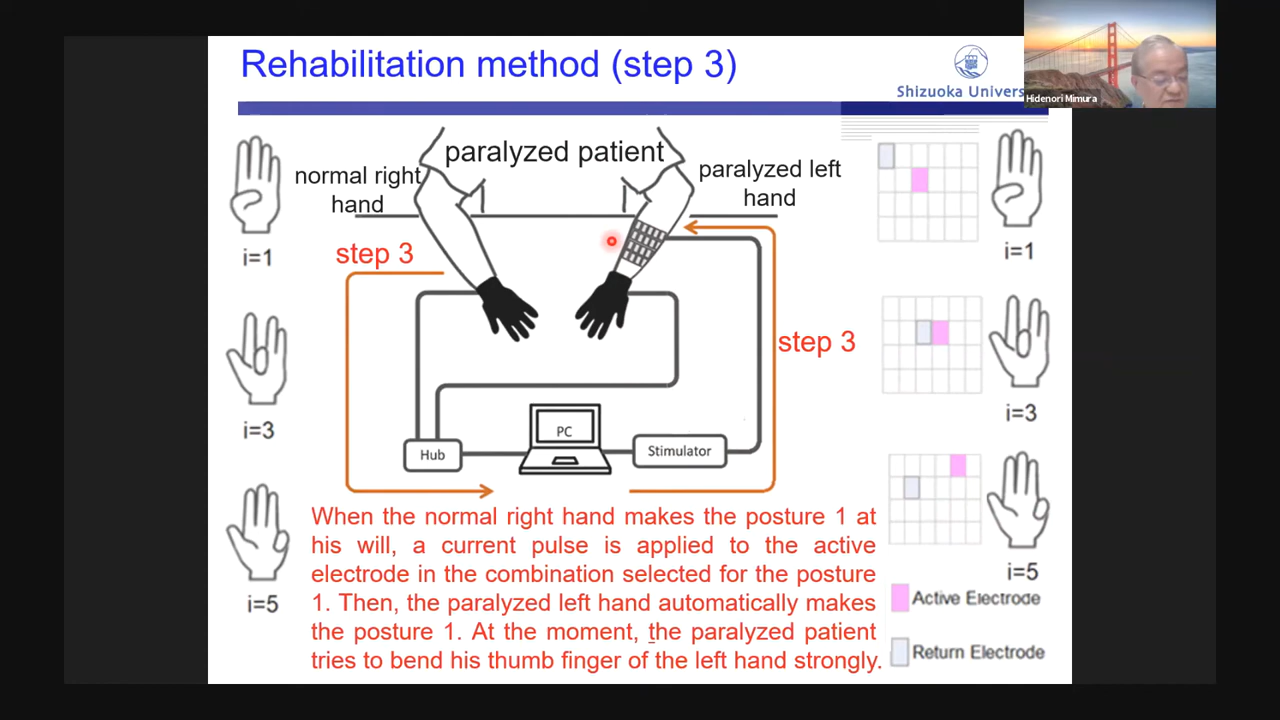 Rehabilitation method (step 3)
Shizuoka Univers
Hidenori Mimura
paralyzed patient
normal right
hand
paralyzed left
hand
step 3
step 3
i=1
i=3
i=5
i=1
i=3
i=5
Hub
PC
Stimulator
When the normal right hand makes the posture 1 at
his will, a current pulse is applied to the active
electrode in the combination selected for the posture
1. Then, the paralyzed left hand automatically makes
the posture 1. At the moment, the paralyzed patient
tries to bend his thumb finger of the left hand strongly.
Active Electrode
Return Electrode